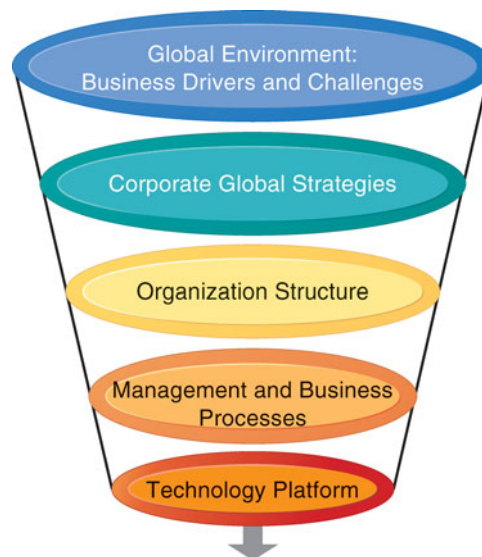 Global Environment:
Business Drivers and Challenges
Corporate Global Strategies
Organization Structure
Management and Business
Processes
Technology Platform